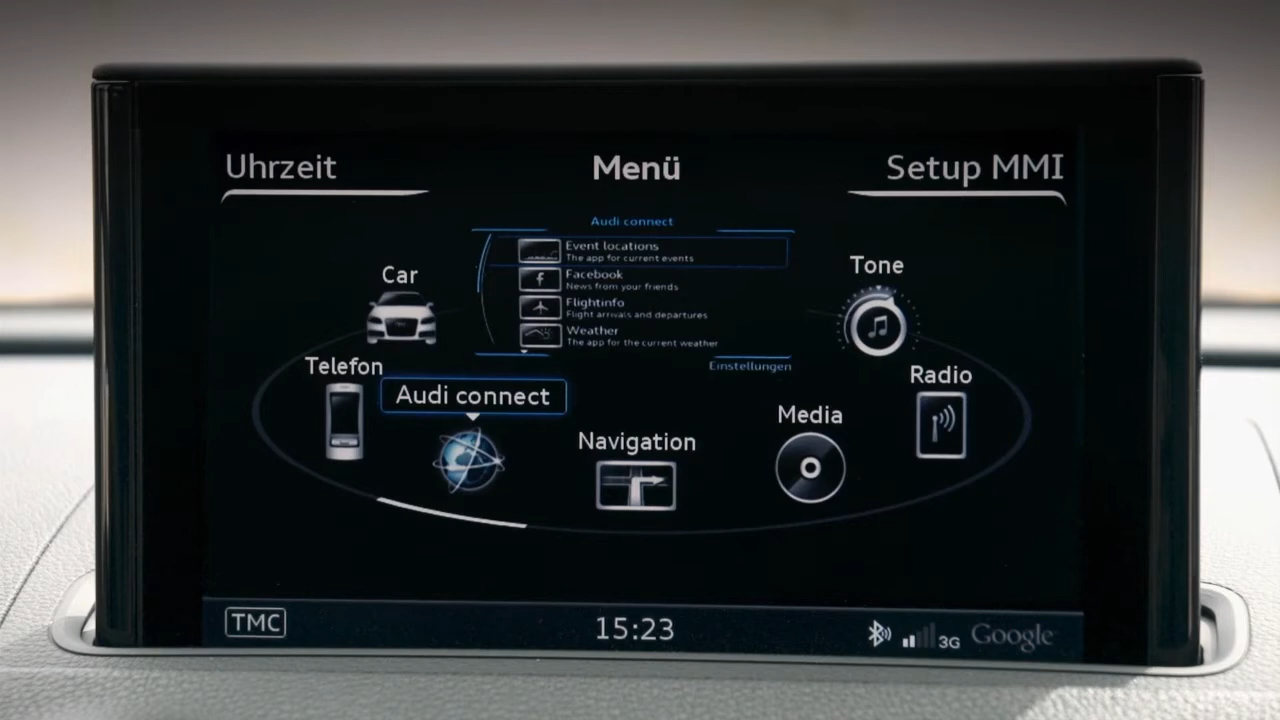 Uhrzeit
Menü
Setup MMI
Audi connect
Event locations
The app for current events
Facebook
News from your friends
Flightinfo
Flight arrivals and departures
Weather
The app for the current weather
Einstellungen
Car
Tone
Telefon
Audi connect
Navigation
Media
Radio
TMC
15:23
3G
Google